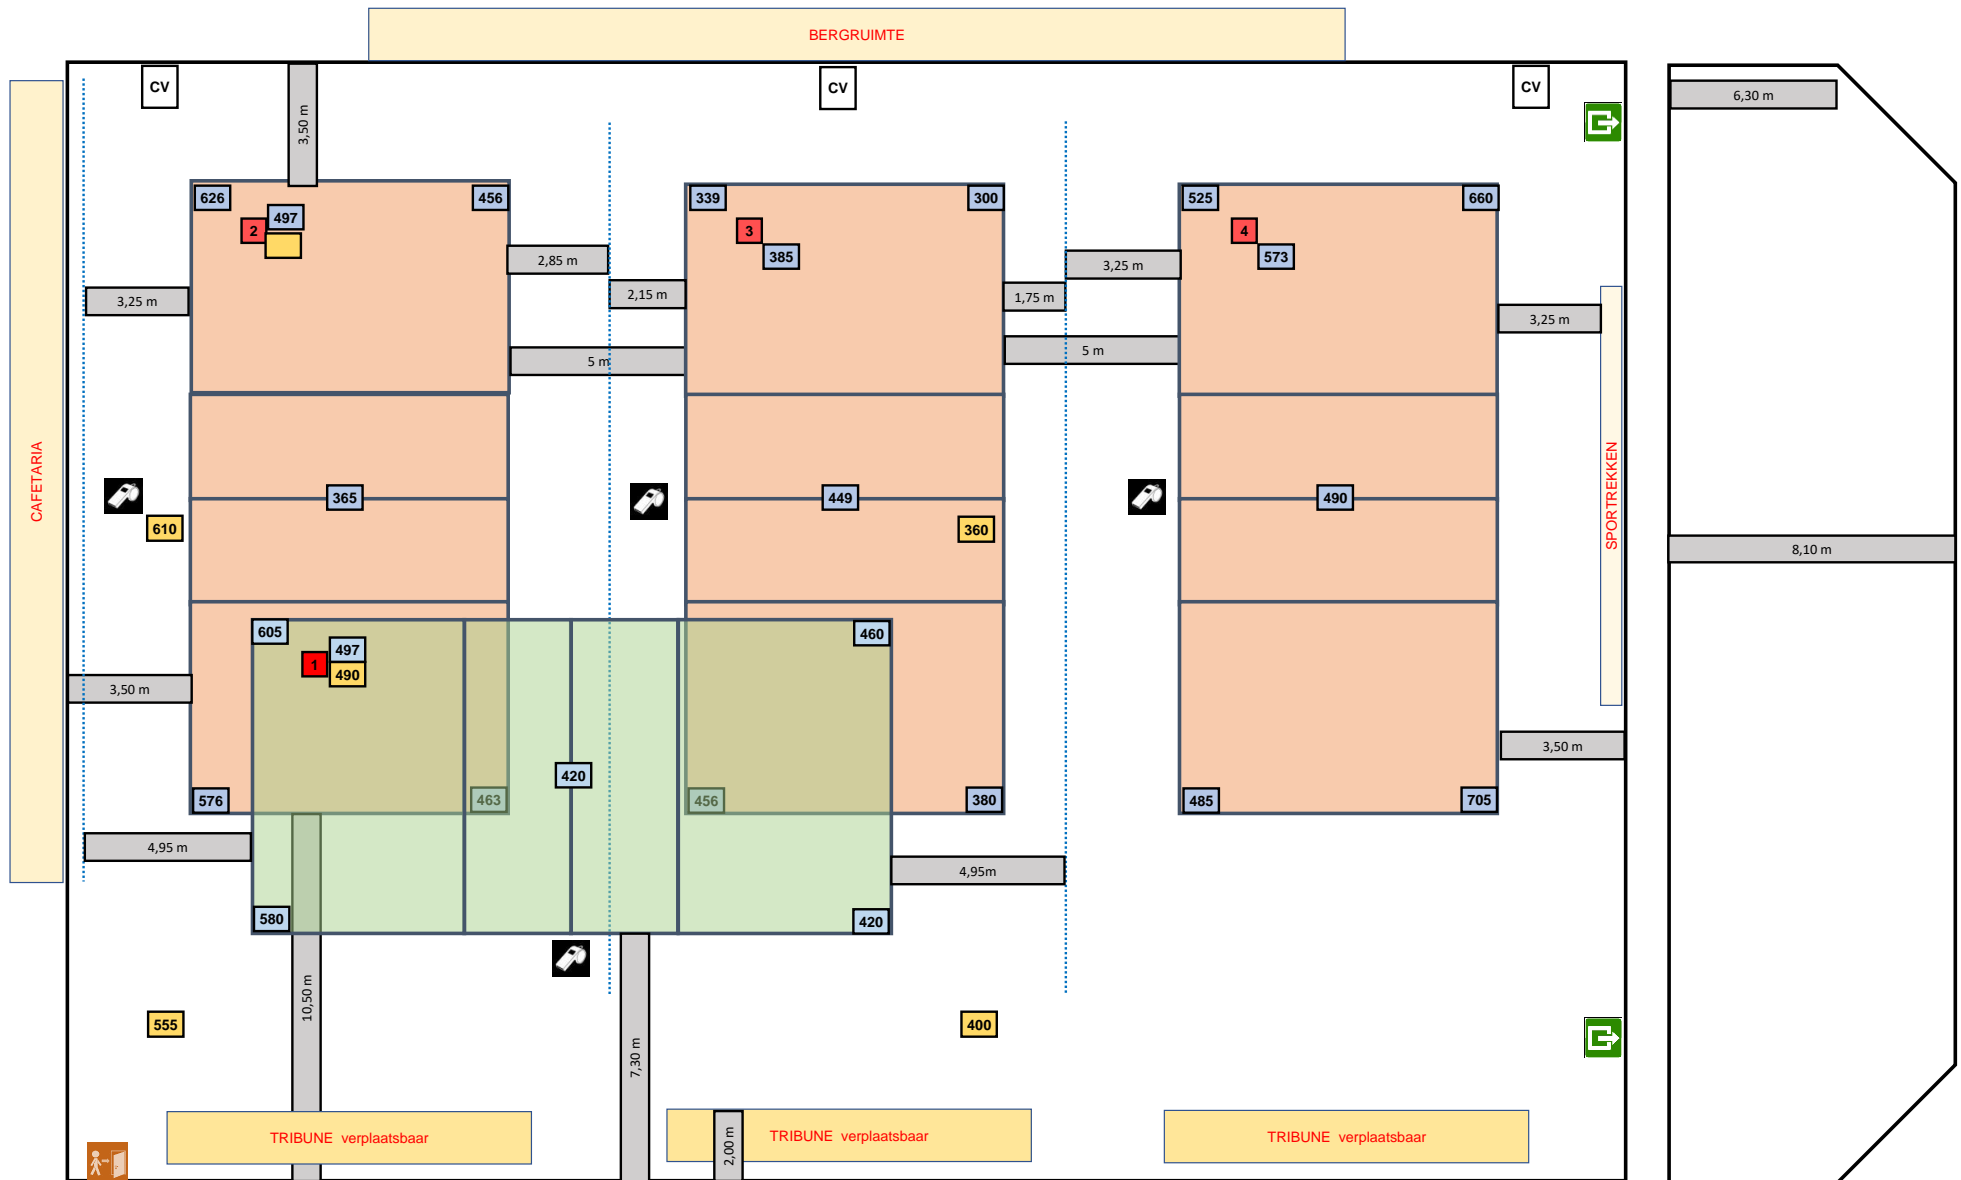 BERGRUIMTE
CV
CV
CV
6,30 m
3,50 m
626
456
339
300
525
660
497
2
3
4
385
573
2,85 m
3,25 m
2,15 m
1,75 m
3,25 m
3,25 m
5 m
5 m
CAFETARIA
SPORTREKKEN
365
449
490
610
360
8,10 m
605
460
497
1
490
3,50 m
3,50 m
420
576
463
456
380
485
705
4,95 m
4,95m
580
420
10,50 m
555
400
7,30 m
TRIBUNE verplaatsbaar
TRIBUNE verplaatsbaar
TRIBUNE verplaatsbaar
2,00 m